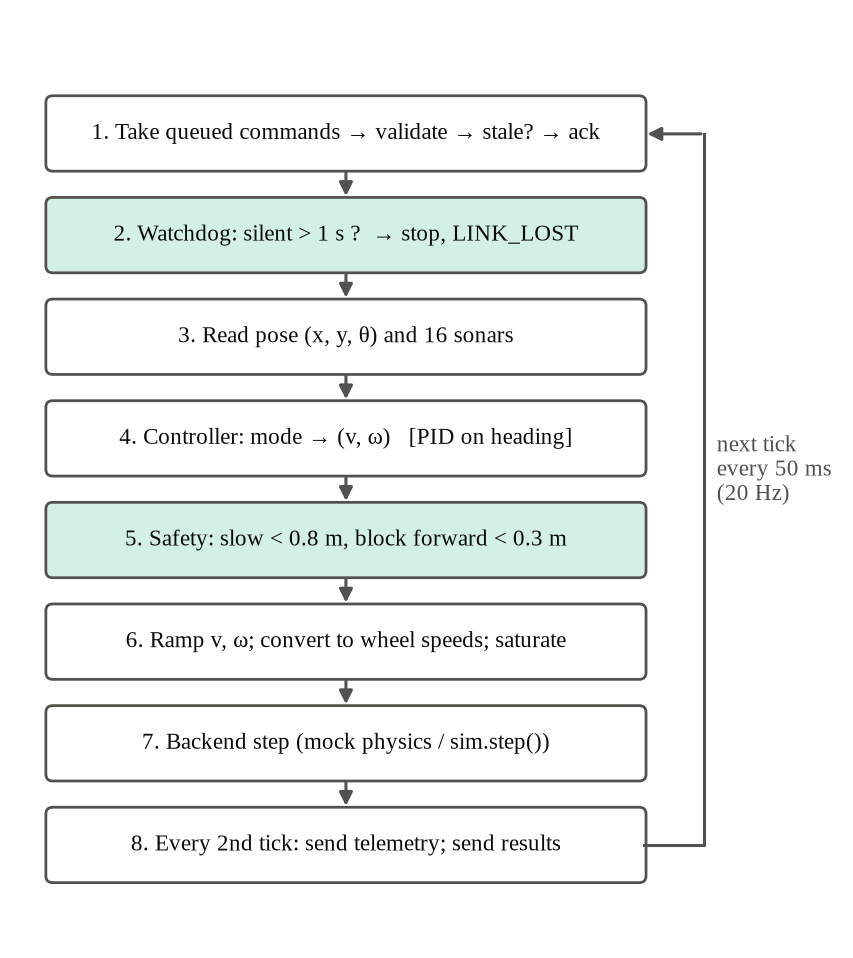 1. Take queued commands → validate → stale? → ack
2. Watchdog: silent > 1 s ? → stop, LINK_LOST
3. Read pose (x, y, θ) and 16 sonars
4. Controller: mode → (v, ω) [PID on heading]
next tick
every 50 ms
(20 Hz)
5. Safety: slow < 0.8 m, block forward < 0.3 m
6. Ramp v, ω; convert to wheel speeds; saturate
7. Backend step (mock physics / sim.step())
8. Every 2nd tick: send telemetry; send results